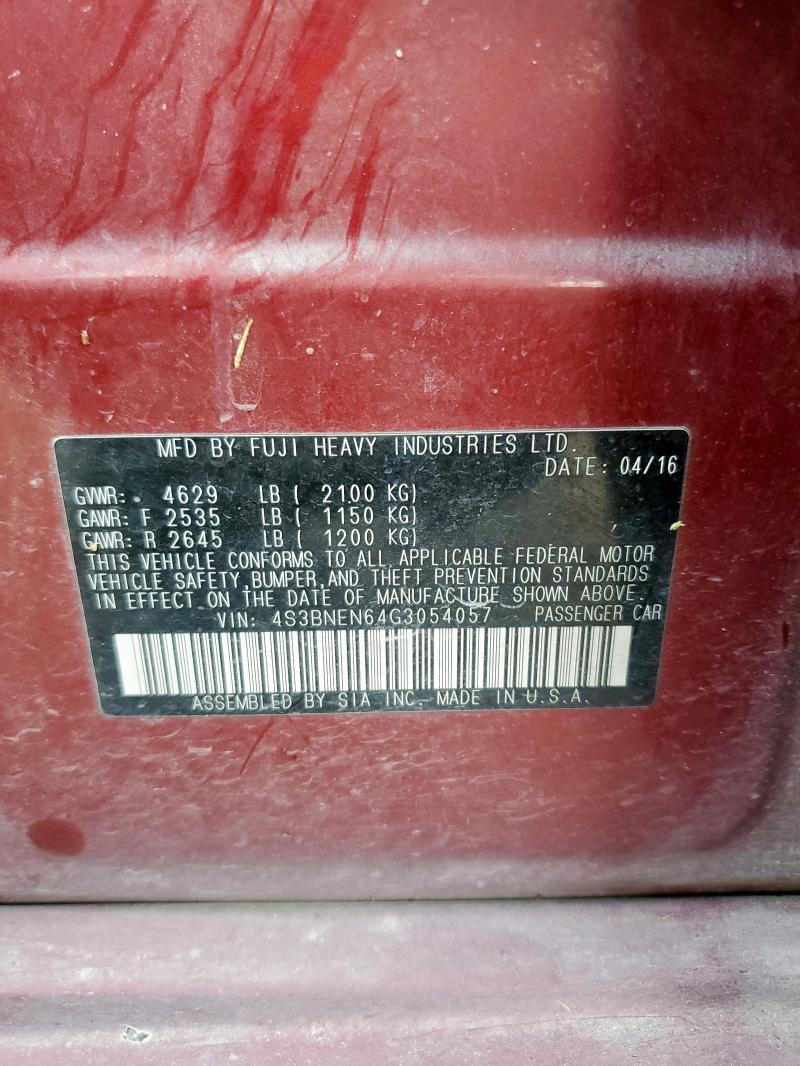 MFD BY FUJI HEAVY INDUSTRIES LTD.
DATE: 04/16
GVWR: 4629 LB ( 2100 KG)
GAWR: F 2535 LB ( 1150 KG)
GAWR: R 2645 LB ( 1200 KG)
THIS VEHICLE CONFORMS TO ALL APPLICABLE FEDERAL MOTOR
VEHICLE SAFETY, BUMPER, AND THEFT PREVENTION STANDARDS
IN EFFECT ON THE DATE OF MANUFACTURE SHOWN ABOVE.
VIN: 4S3BNEN64G3054057 PASSENGER CAR
ASSEMBLED BY SIA INC. MADE IN U.S.A.